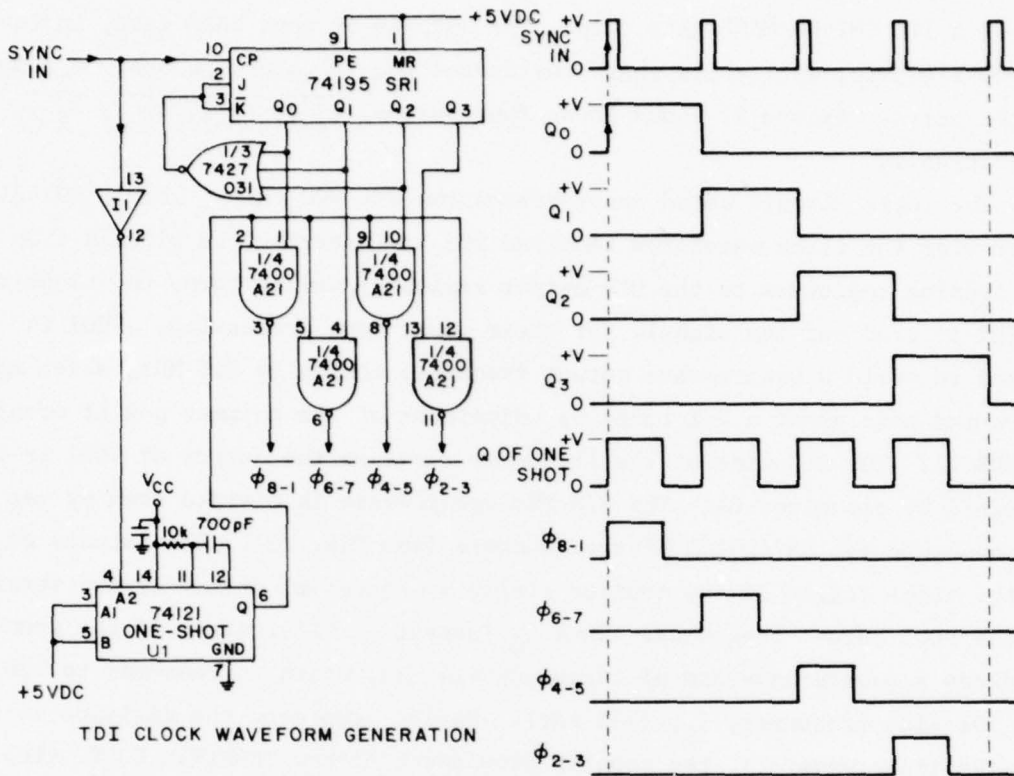 +5VDC
SYNC IN
10 9
CP PE MR
2 J
74195 SR1
3 K̅
Q0 Q1 Q2 Q3
1/3
7427
031
13
I1
12
2 1 9 10
1/4 1/4
7400 7400
A21 A21
3 5 4 8 13 12
1/4 1/4
7400 7400
A21 A21
6 11
ϕ8-1 ϕ6-7 ϕ4-5 ϕ2-3
VCC
10k 700pF
4 14 11 12
3 A2
A1 74121 Q 6
ONE-SHOT
5 B U1 GND
7
+5VDC
TDI CLOCK WAVEFORM GENERATION
SYNC IN +V
0
Q0 +V
0
Q1 +V
0
Q2 +V
0
Q3 +V
0
Q OF ONE SHOT +V
0
ϕ8-1
ϕ6-7
ϕ4-5
ϕ2-3